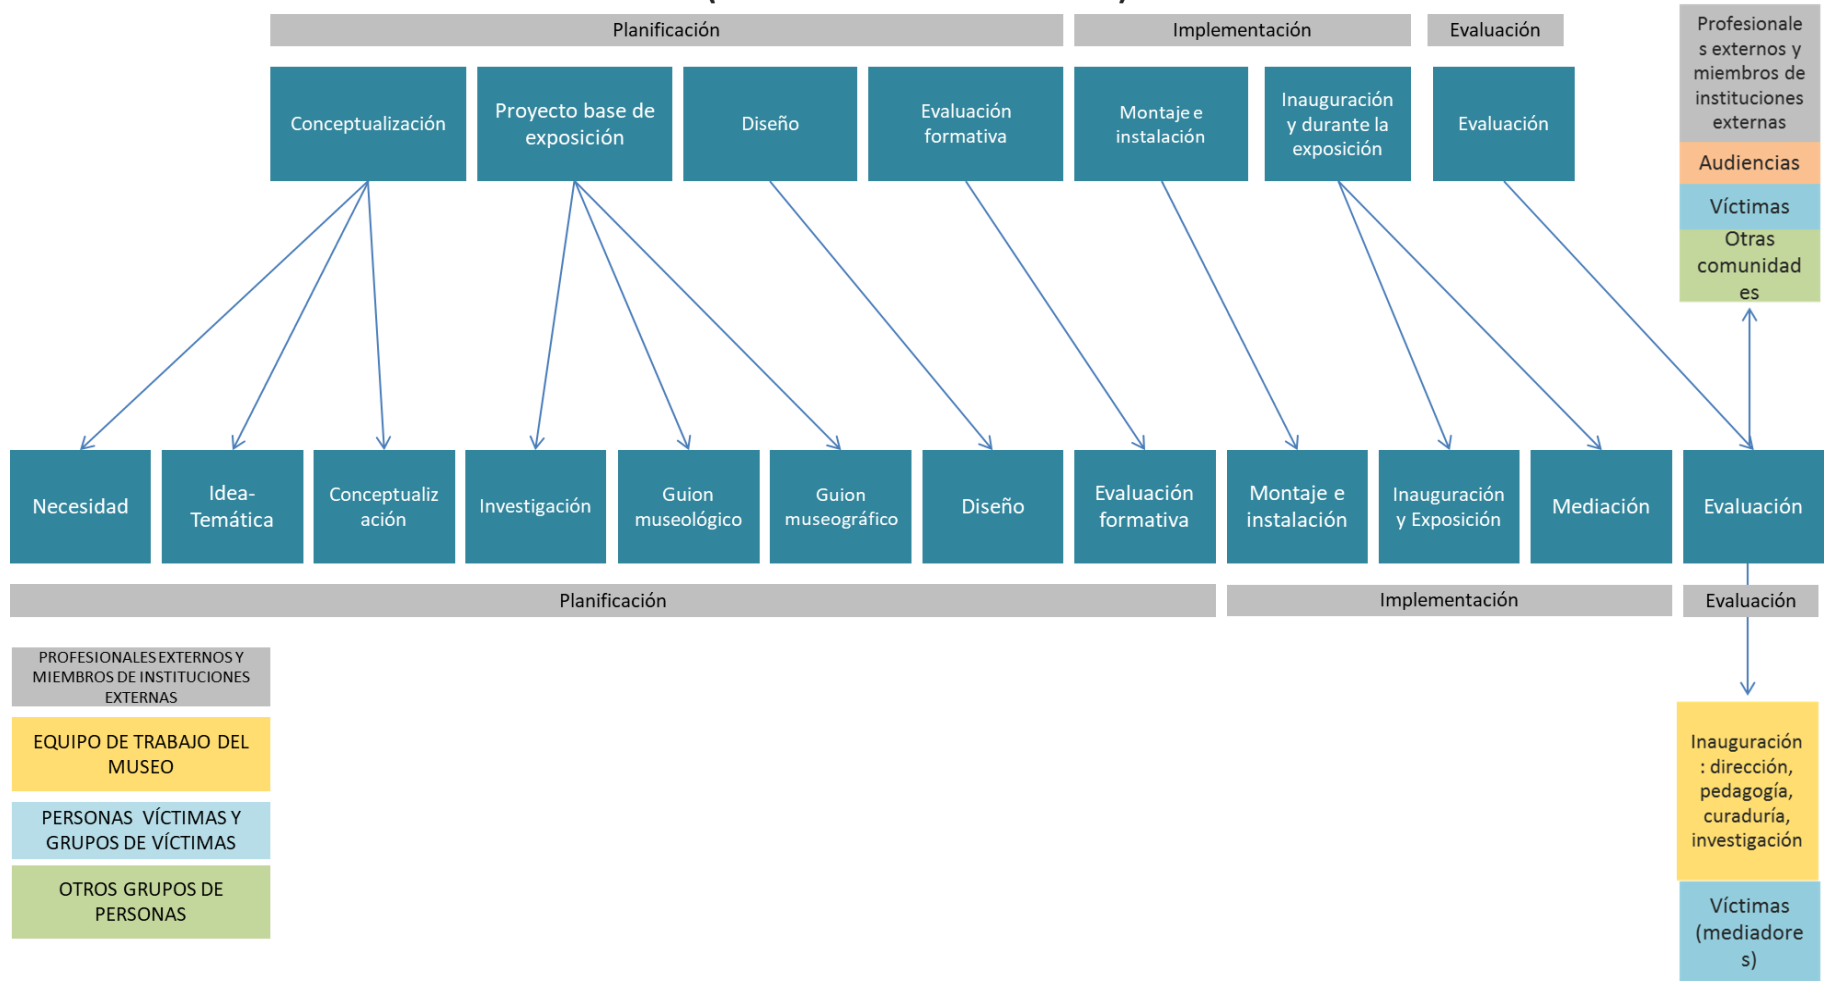 Planificación
Implementación
Evaluación
Conceptualización
Proyecto base de
exposición
Diseño
Evaluación
formativa
Montaje e
instalación
Inauguración
y durante la
exposición
Evaluación
Profesionale
s externos y
miembros de
instituciones
externas
Audiencias
Víctimas
Otras
comunidad
es
Necesidad
Idea-
Temática
Conceptualiz
ación
Investigación
Guion
museológico
Guion
museográfico
Diseño
Evaluación
formativa
Montaje e
instalación
Inauguración
y Exposición
Mediación
Evaluación
Planificación
Implementación
Evaluación
PROFESIONALES EXTERNOS Y
MIEMBROS DE INSTITUCIONES
EXTERNAS
EQUIPO DE TRABAJO DEL
MUSEO
PERSONAS VÍCTIMAS Y
GRUPOS DE VÍCTIMAS
OTROS GRUPOS DE
PERSONAS
Inauguración
: dirección,
pedagogía,
curaduría,
investigación
Víctimas
(mediadore
s)